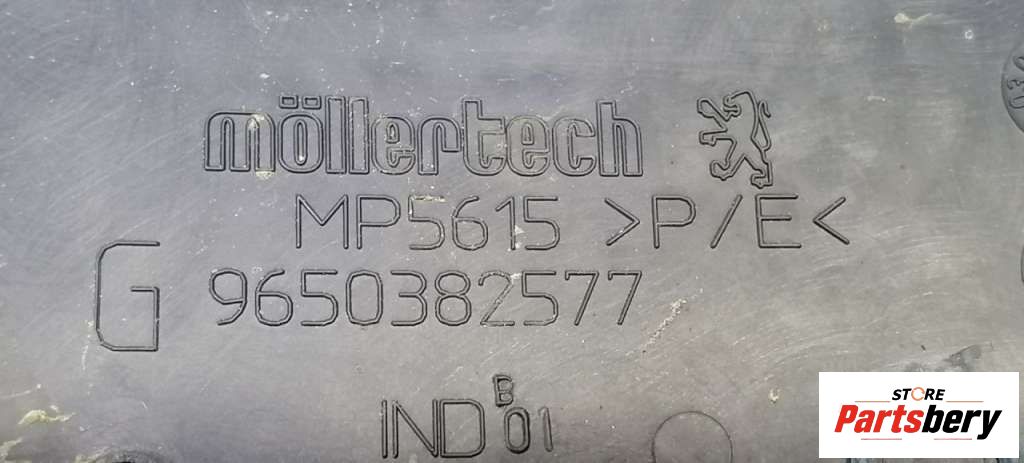 möllertech
MP5615 >P/E<
G 9650382577
IND B 01
STORE
Partsbery